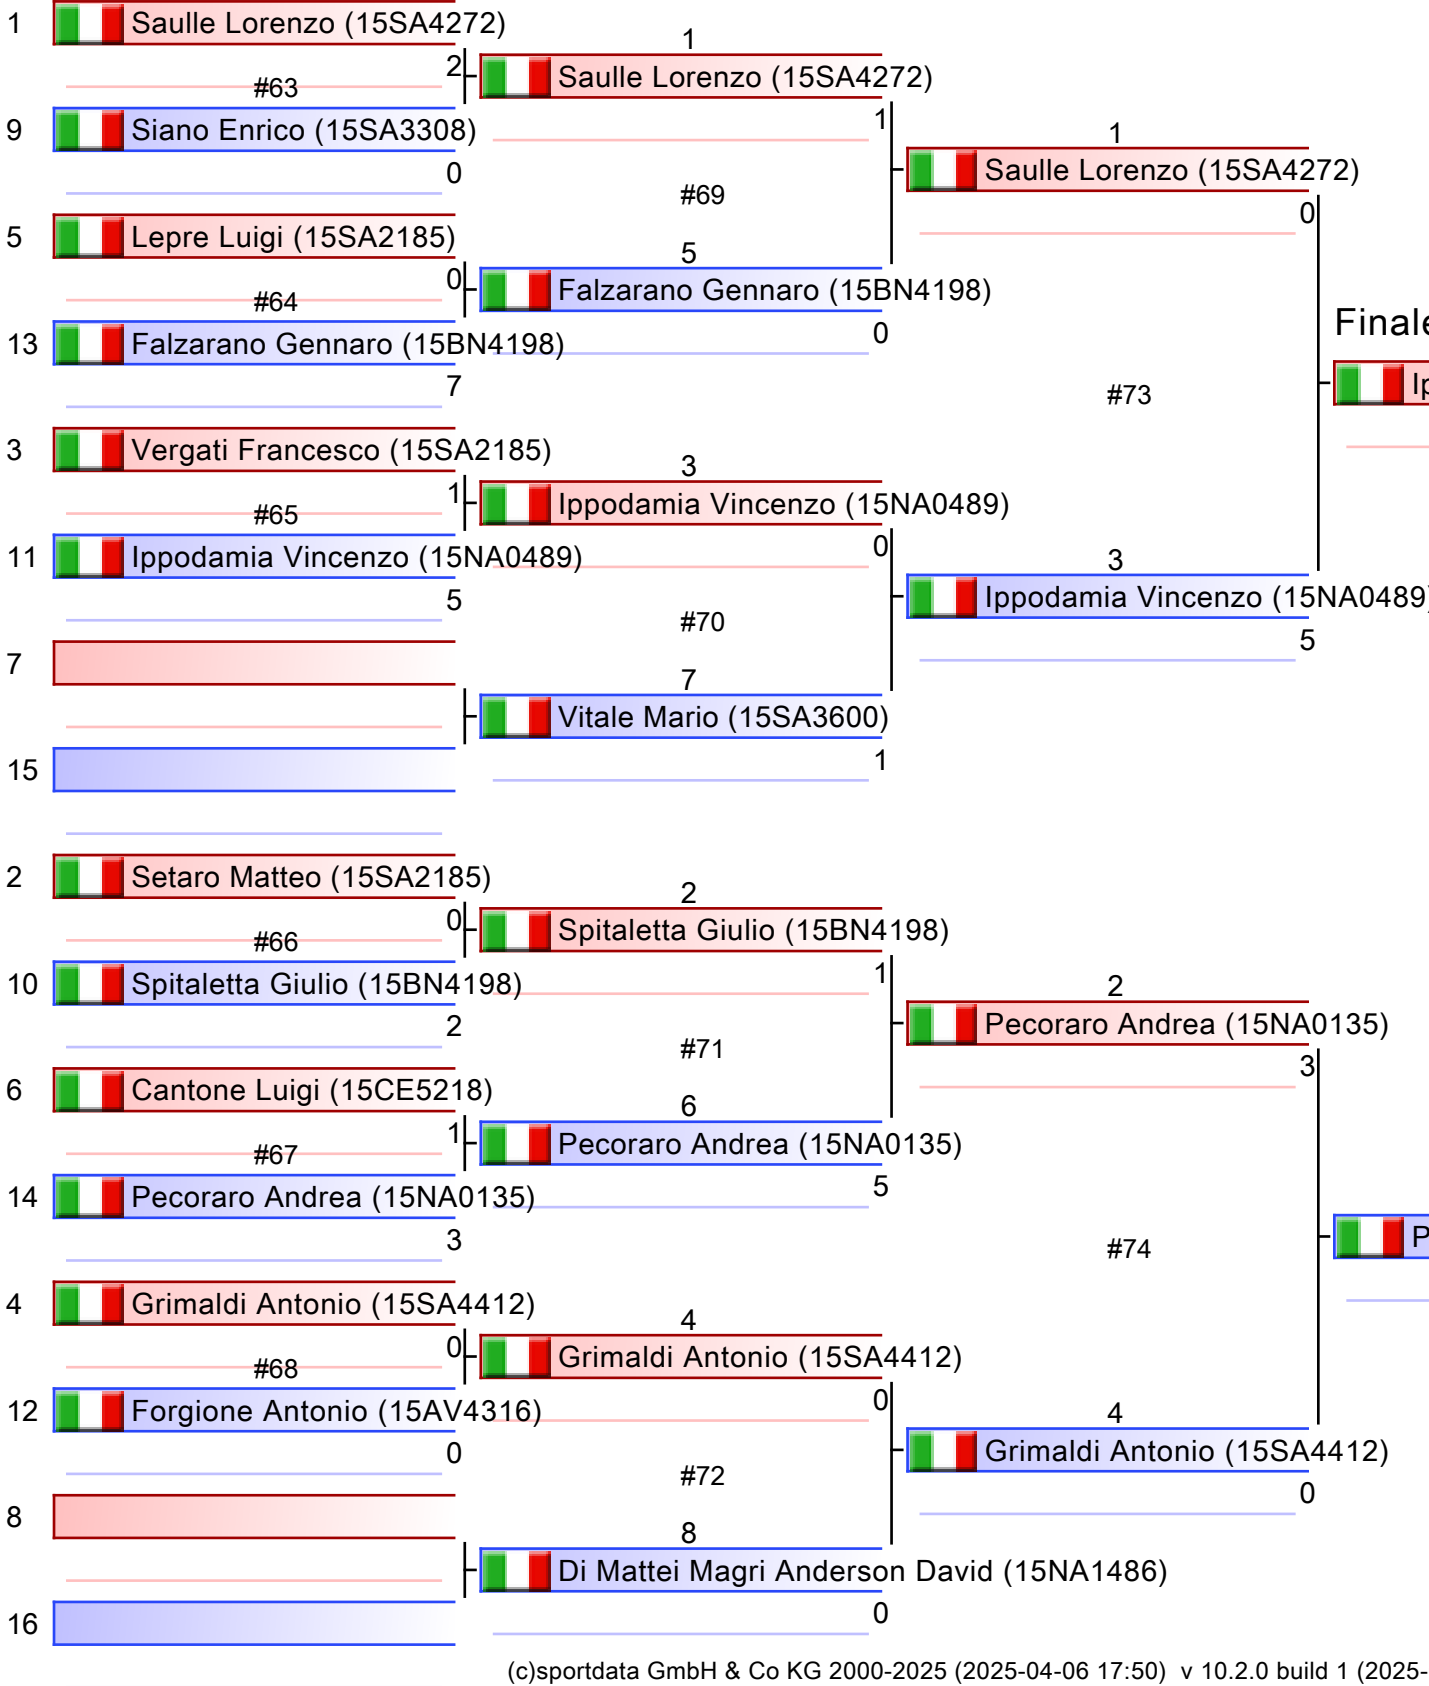 1 Saulle Lorenzo (15SA4272)
2
#63
9 Siano Enrico (15SA3308)
0
5 Lepre Luigi (15SA2185)
0
#64
13 Falzarano Gennaro (15BN4198)
7
3 Vergati Francesco (15SA2185)
1
#65
11 Ippodamia Vincenzo (15NA0489)
5
7
15
2 Setaro Matteo (15SA2185)
0
#66
10 Spitaletta Giulio (15BN4198)
2
6 Cantone Luigi (15CE5218)
1
#67
14 Pecoraro Andrea (15NA0135)
3
4 Grimaldi Antonio (15SA4412)
0
#68
12 Forgione Antonio (15AV4316)
0
8
16
1
Saulle Lorenzo (15SA4272)
1
#69
5
Falzarano Gennaro (15BN4198)
0
3
Ippodamia Vincenzo (15NA0489)
0
#70
7
Vitale Mario (15SA3600)
1
2
Spitaletta Giulio (15BN4198)
1
#71
6
Pecoraro Andrea (15NA0135)
5
4
Grimaldi Antonio (15SA4412)
0
#72
8
Di Mattei Magri Anderson David (15NA1486)
0
1
Saulle Lorenzo (15SA4272)
0
#73
3
Ippodamia Vincenzo (15NA0489)
5
2
Pecoraro Andrea (15NA0135)
3
#74
4
Grimaldi Antonio (15SA4412)
0
Finale
Ip
P
(c)sportdata GmbH & Co KG 2000-2025 (2025-04-06 17:50) v 10.2.0 build 1 (2025-